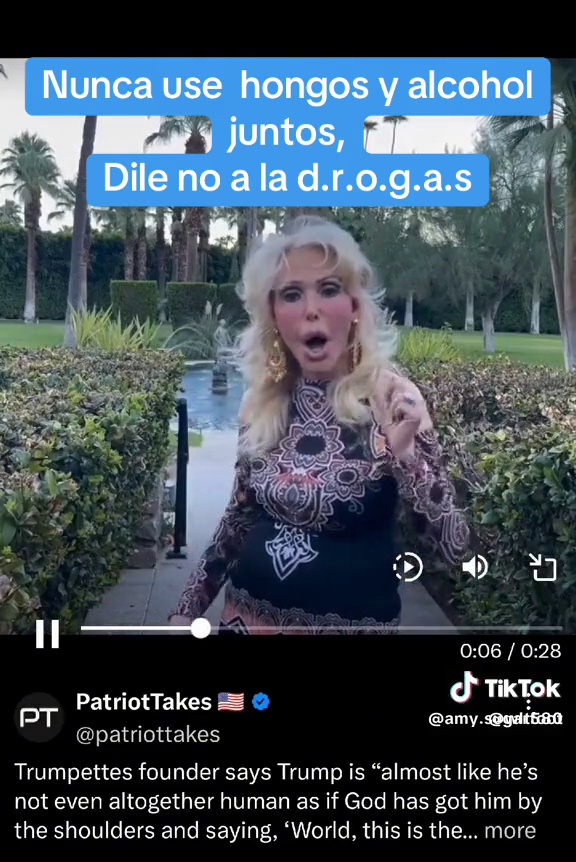 Nunca use hongos y alcohol
juntos,
Dile no a la d.r.o.g.a.s
0:06 / 0:28
TikTok
PT
PatriotTakes 🇺🇸
@patriottakes
Trumpettes founder says Trump is “almost like he’s
not even altogether human as if God has got him by
the shoulders and saying, ‘World, this is the... more